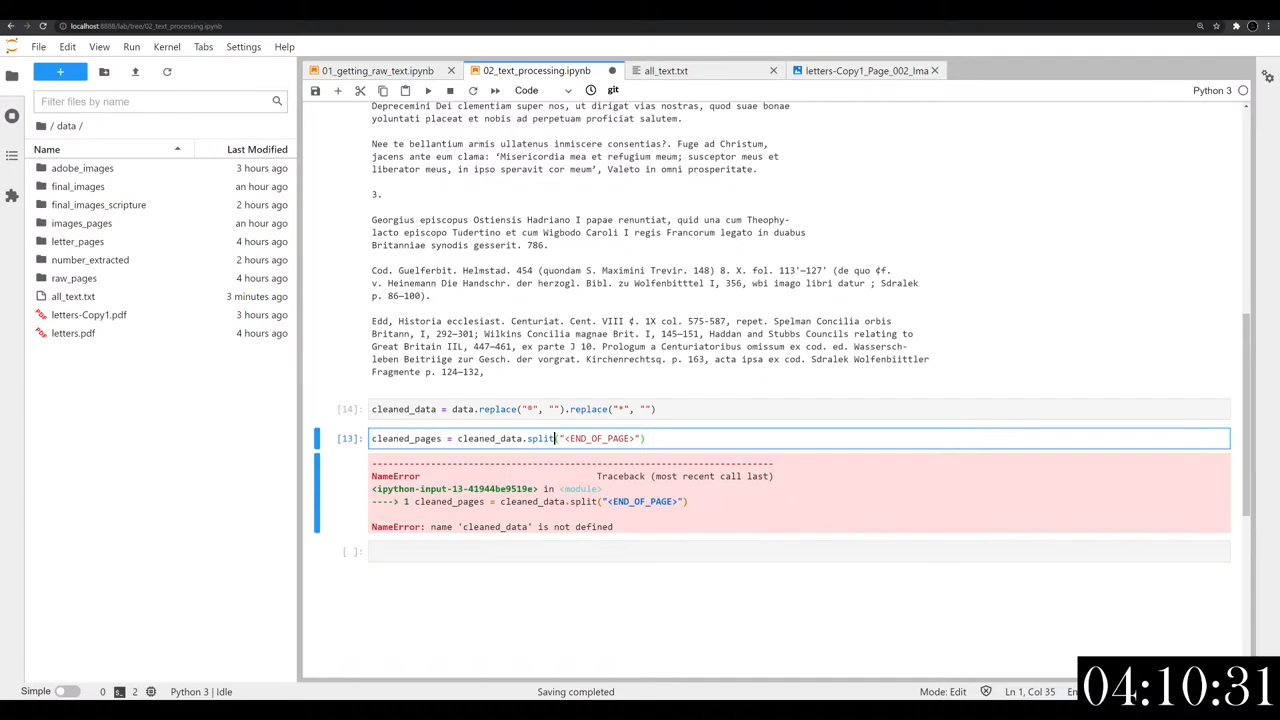 localhost:8888/lab/tree/02_text_processing.ipynb
File Edit View Run Kernel Tabs Settings Help
01_getting_raw_text.ipynb
02_text_processing.ipynb
all_text.txt
letters-Copy1_Page_002_Ima
Code
git
Python 3
Filter files by name
/ data /
Name Last Modified
adobe_images 3 hours ago
final_images an hour ago
final_images_scripture 2 hours ago
images_pages an hour ago
letter_pages 4 hours ago
number_extracted 2 hours ago
raw_pages 4 hours ago
all_text.txt 3 minutes ago
letters-Copy1.pdf 3 hours ago
letters.pdf 4 hours ago
Deprecemini Dei clementiam super nos, ut dirigat vias nostras, quod suae bonae
voluntati placeat et nobis ad perpetuam proficiat salutem.
Nee te bellantium armis ullatenus inmiscere consentias?. Fuge ad Christum,
jacens ante eum clama: ‘Misericordia mea et refugium meum; susceptor meus et
liberator meus, in ipso speravit cor meum’, Valeto in omni prosperitate.
3.
Georgius episcopus Ostiensis Hadriano I papae renuntiat, quid una cum Theophy-
lacto episcopo Tudertino et cum Wigbodo Caroli I regis Francorum legato in duabus
Britanniae synodis gesserit. 786.
Cod. Guelferbit. Helmstad. 454 (quondam S. Maximini Trevir. 148) 8. X. fol. 113'—127' (de quo ¢f.
v. Heinemann Die Handschr. der herzogl. Bibl. zu Wolfenbitttel I, 356, wbi imago libri datur ; Sdralek
p. 86—100).
Edd, Historia ecclesiast. Centuriat. Cent. VIII ¢. 1X col. 575-587, repet. Spelman Concilia orbis
Britann, I, 292—301; Wilkins Concilia magnae Brit. I, 145—151, Haddan and Stubbs Councils relating to
Great Britain IIL, 447—461, ex parte J 10. Prologum a Centuriatoribus omissum ex cod. ed. Wassersch-
leben Beitriige zur Gesch. der vorgrat. Kirchenrechtsq. p. 163, acta ipsa ex cod. Sdralek Wolfenbiittler
Fragmente p. 124—132,
[14]: cleaned_data = data.replace("®", "").replace("*", "")
[13]: cleaned_pages = cleaned_data.split("<END_OF_PAGE>")
---------------------------------------------------------------------------
NameError Traceback (most recent call last)
<ipython-input-13-41944be9519e> in <module>
----> 1 cleaned_pages = cleaned_data.split("<END_OF_PAGE>")
NameError: name 'cleaned_data' is not defined
[ ]:
Simple 0 2 Python 3 | Idle Saving completed Mode: Edit Ln 1, Col 35
04:10:31